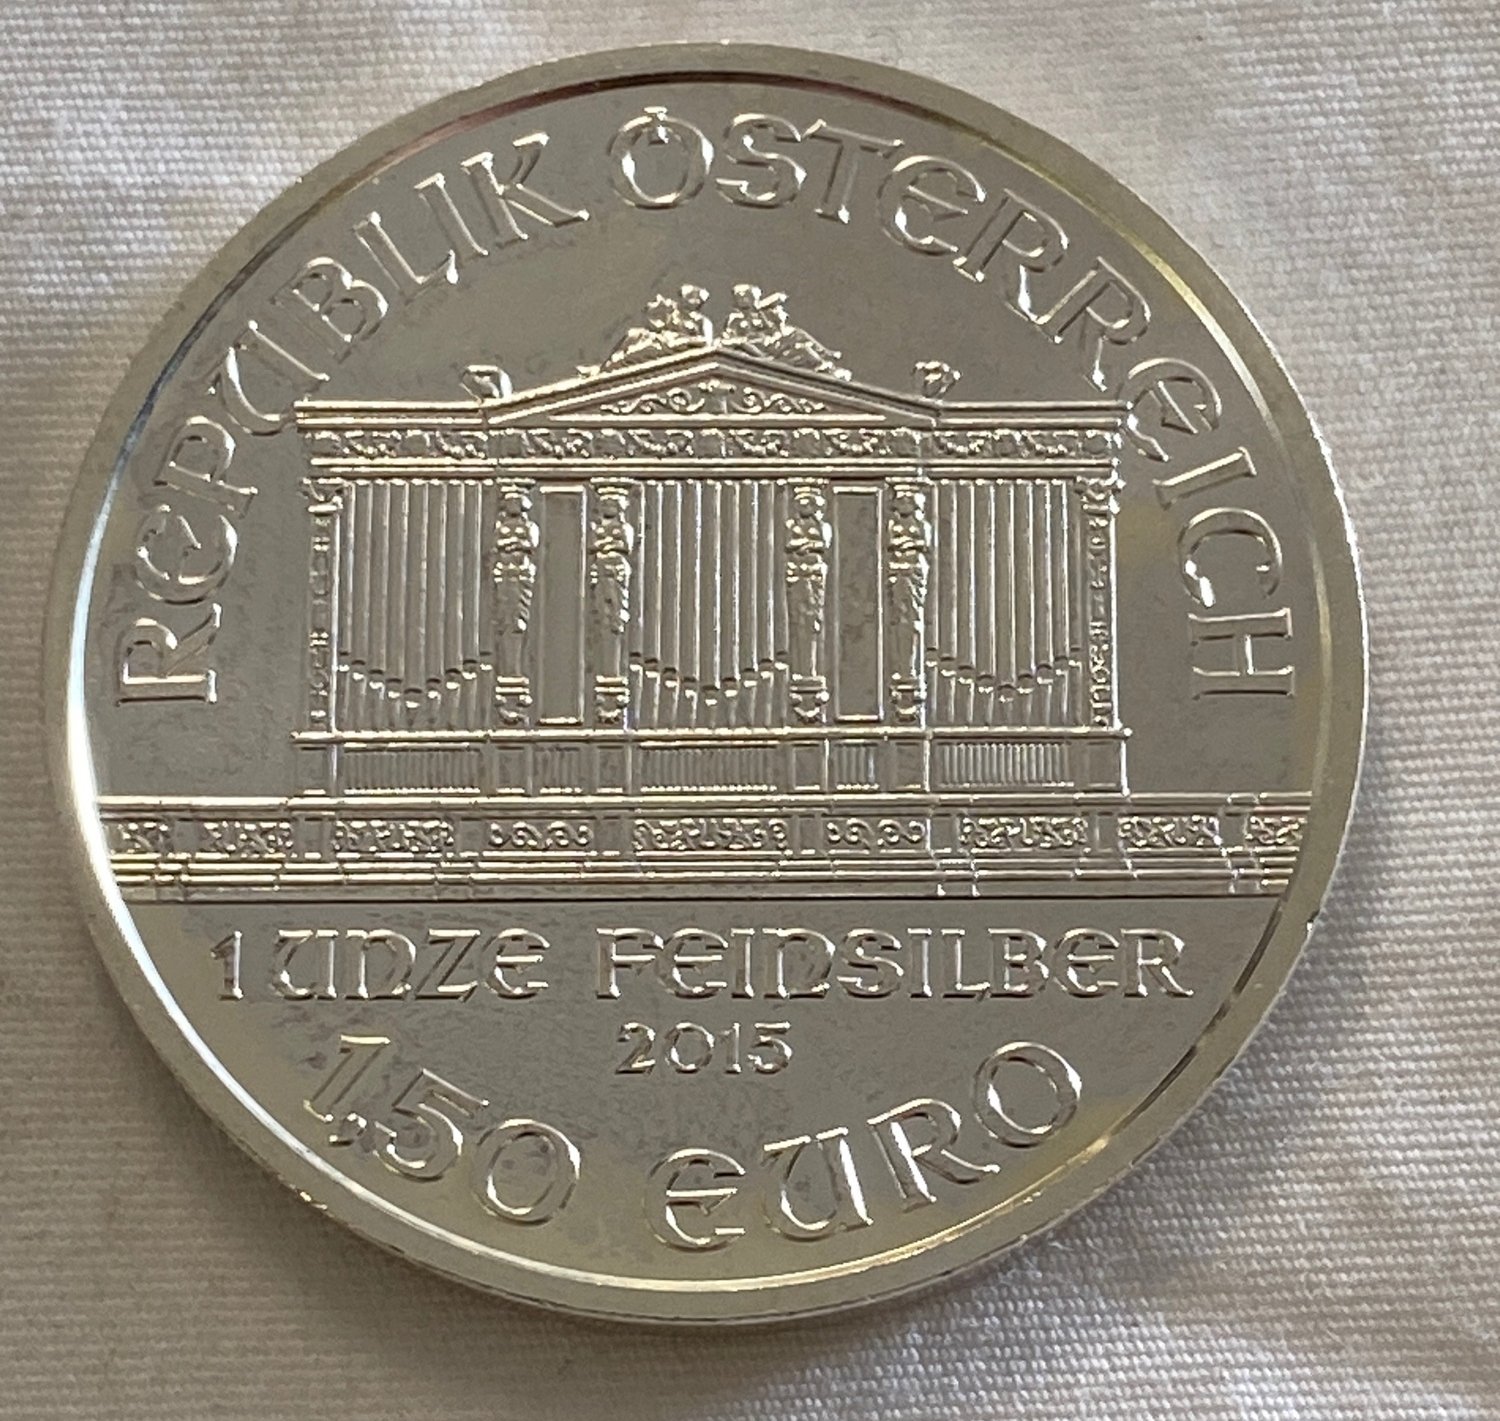 REPUBLIK ÖSTERREICH
1 UNZE FEINSILBER
2015
1,50 EURO